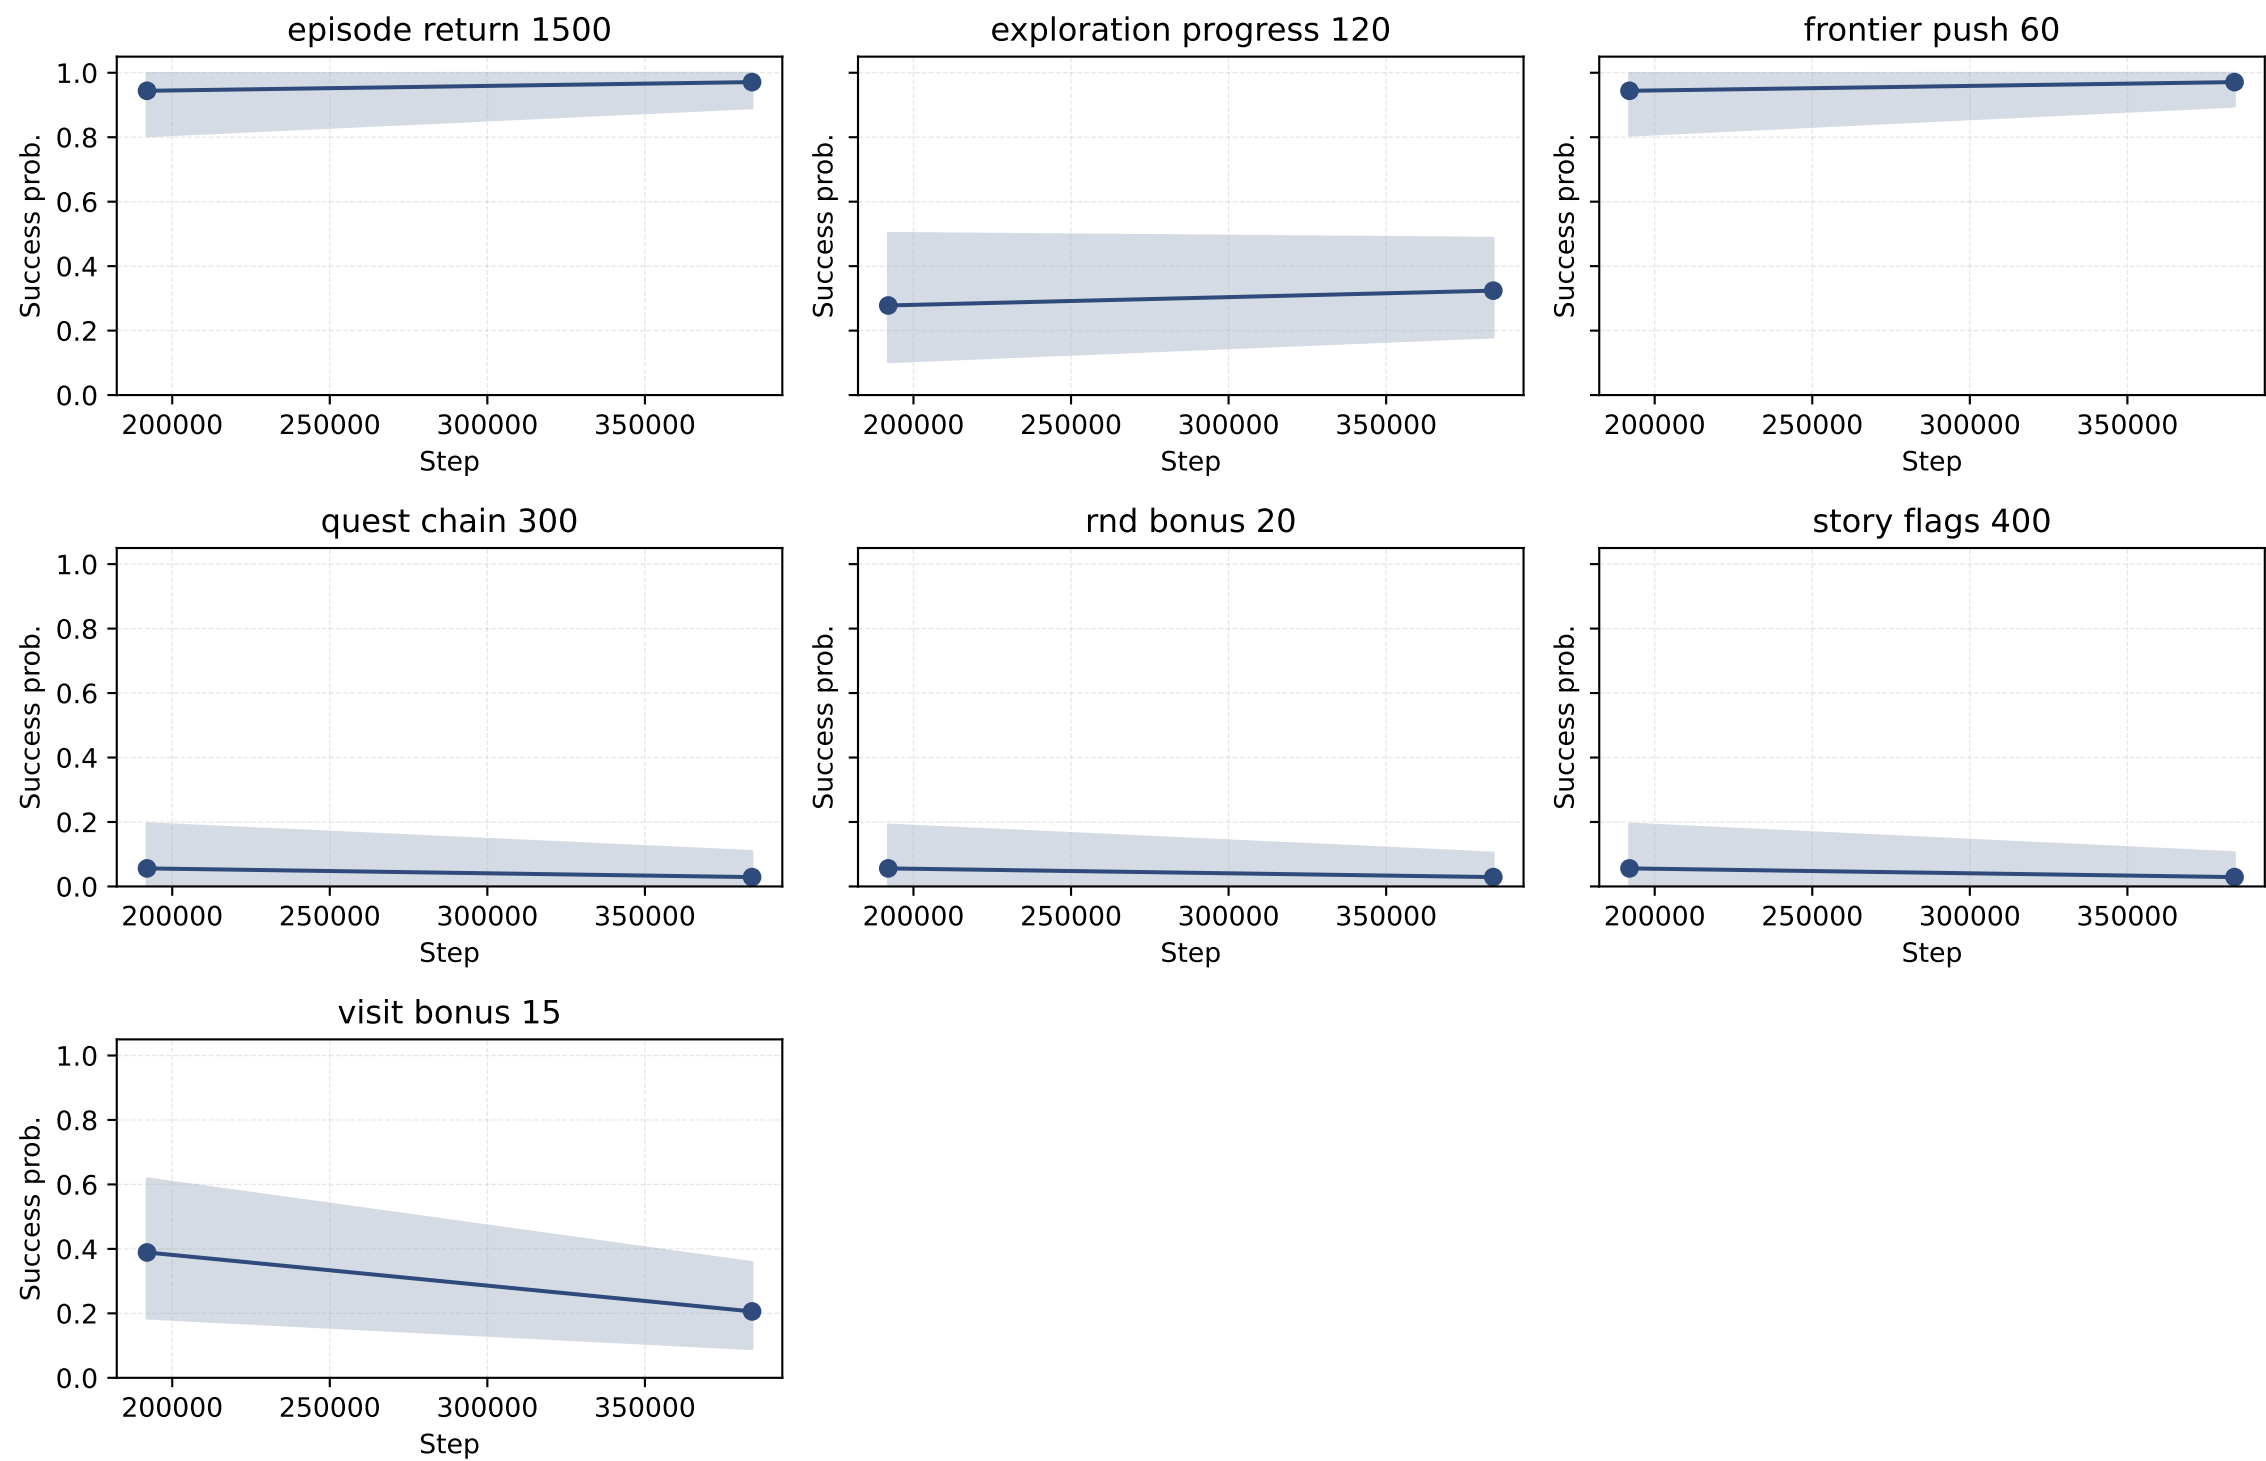 episode return 1500
Success prob.
1.0
0.8
0.6
0.4
0.2
0.0
200000 250000 300000 350000
Step
exploration progress 120
Success prob.
200000 250000 300000 350000
Step
frontier push 60
Success prob.
200000 250000 300000 350000
Step
quest chain 300
Success prob.
1.0
0.8
0.6
0.4
0.2
0.0
200000 250000 300000 350000
Step
rnd bonus 20
Success prob.
200000 250000 300000 350000
Step
story flags 400
Success prob.
200000 250000 300000 350000
Step
visit bonus 15
Success prob.
1.0
0.8
0.6
0.4
0.2
0.0
200000 250000 300000 350000
Step